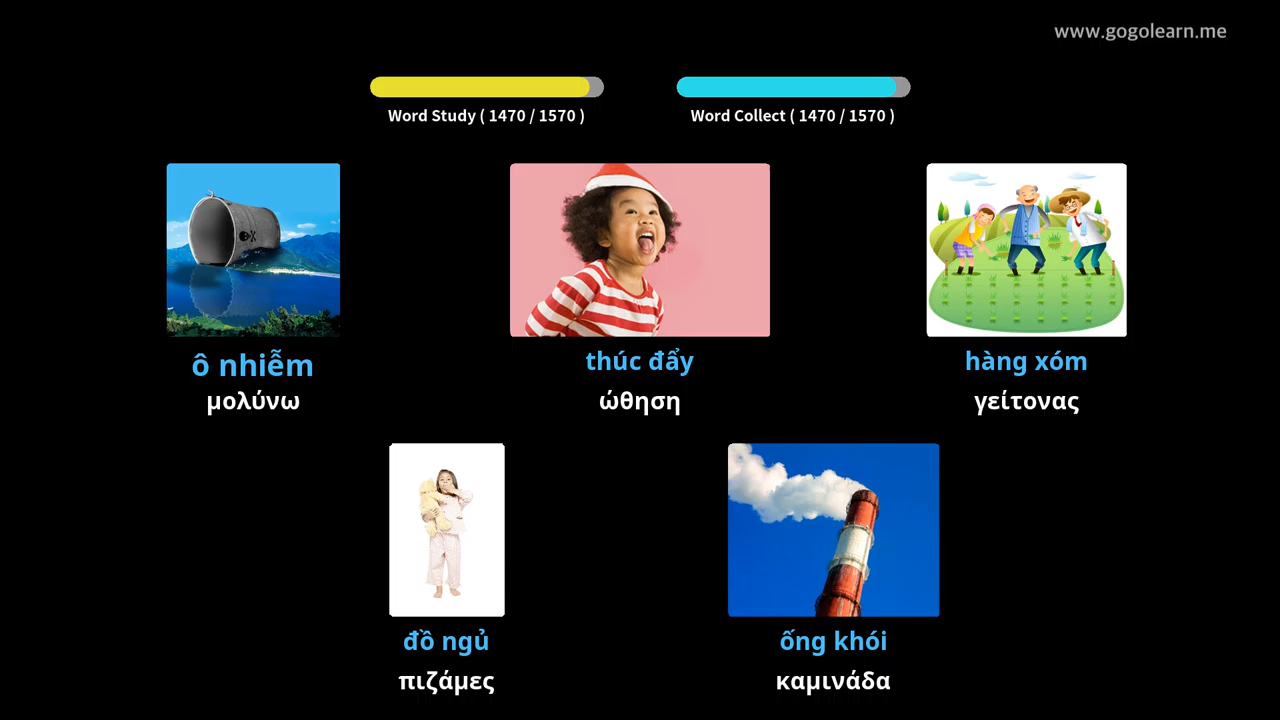 www.gogolearn.me
Word Study ( 1470 / 1570 )
Word Collect ( 1470 / 1570 )
ô nhiễm
μολύνω
thúc đẩy
ώθηση
hàng xóm
γείτονας
đồ ngủ
πιζάμες
ống khói
καμινάδα